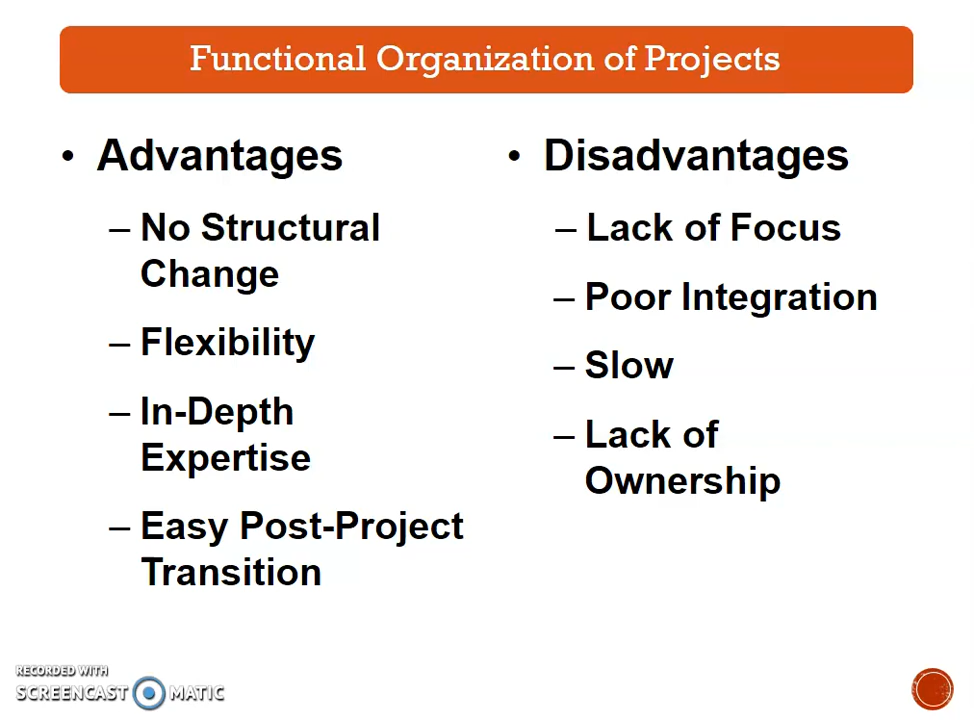 Functional Organization of Projects
• Advantages
– No Structural
Change
– Flexibility
– In-Depth
Expertise
– Easy Post-Project
Transition
• Disadvantages
– Lack of Focus
– Poor Integration
– Slow
– Lack of
Ownership
RECORDED WITH
SCREENCAST MATIC